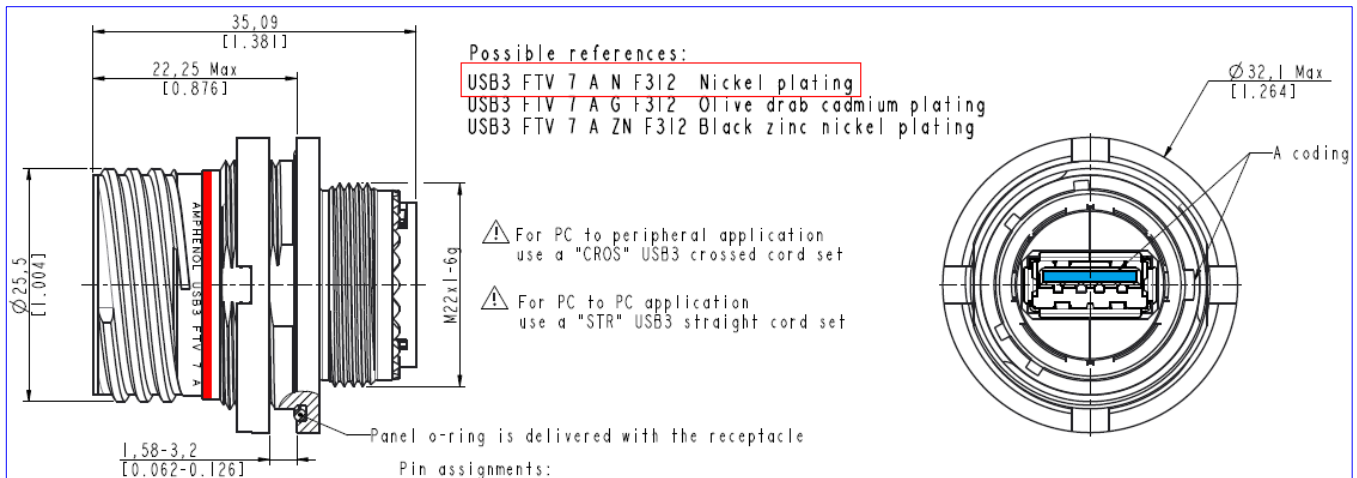 35,09
[1.381]
22,25 Max
[0.876]
Possible references:
USB3 FTV 7 A N F312 Nickel plating
USB3 FTV 7 A G F312 Olive drab cadmium plating
USB3 FTV 7 A ZN F312 Black zinc nickel plating
Ø32,1 Max
[1.264]
A coding
Ø25,5
[1.004]
AMPHENOL USB3 FTV 7 A
M22x1-6g
⚠ For PC to peripheral application
use a "CROS" USB3 crossed cord set
⚠ For PC to PC application
use a "STR" USB3 straight cord set
Panel o-ring is delivered with the receptacle
1,58-3,2
[0.062-0.126]
Pin assignments: